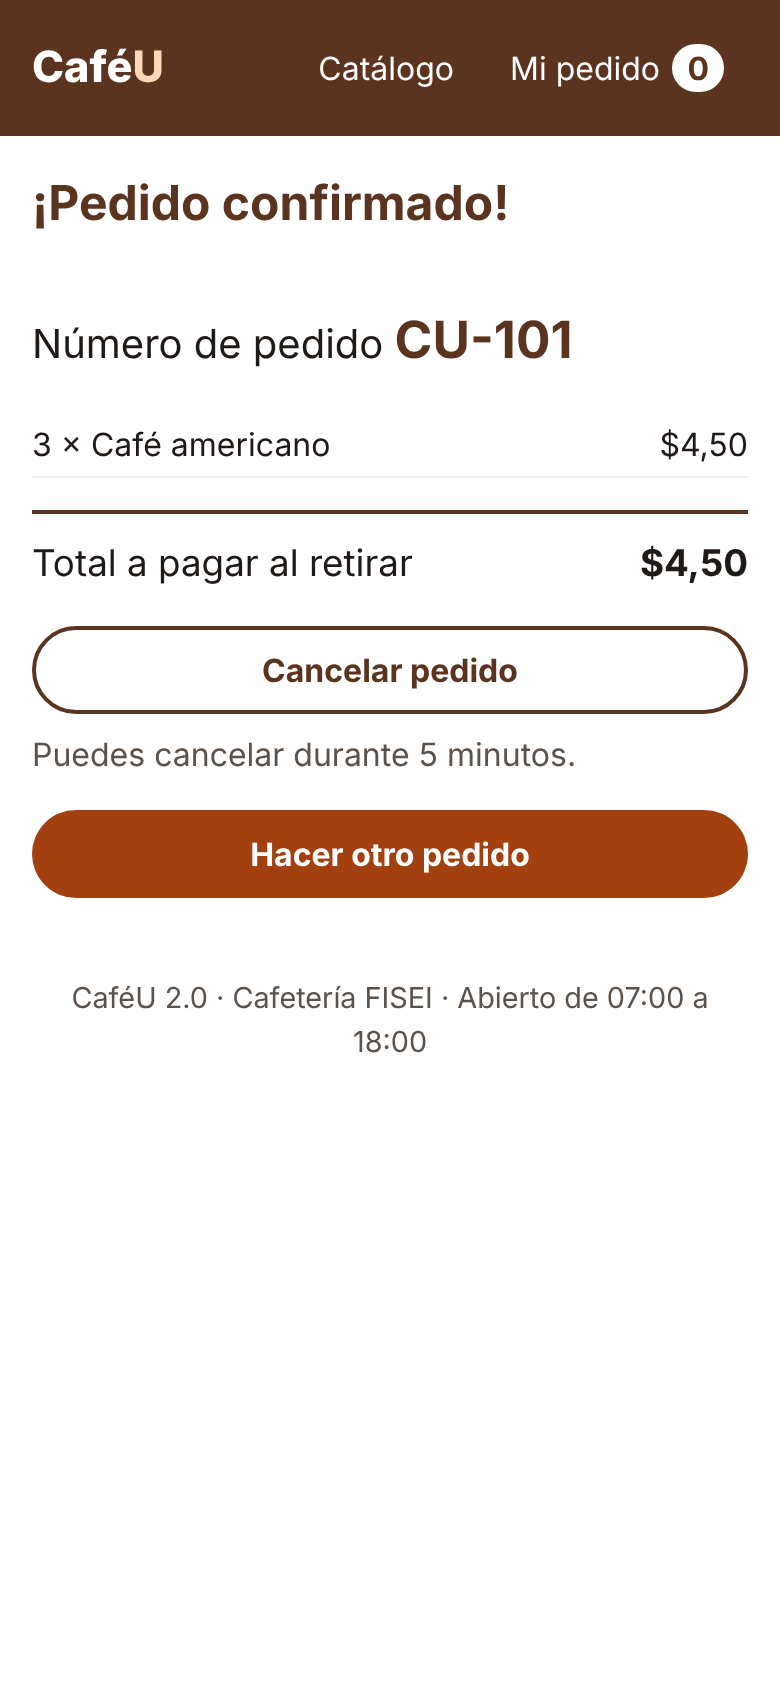 CaféU Catálogo Mi pedido 0
¡Pedido confirmado!
Número de pedido CU-101
3 × Café americano $4,50
Total a pagar al retirar $4,50
Cancelar pedido
Puedes cancelar durante 5 minutos.
Hacer otro pedido
CaféU 2.0 · Cafetería FISEI · Abierto de 07:00 a
18:00